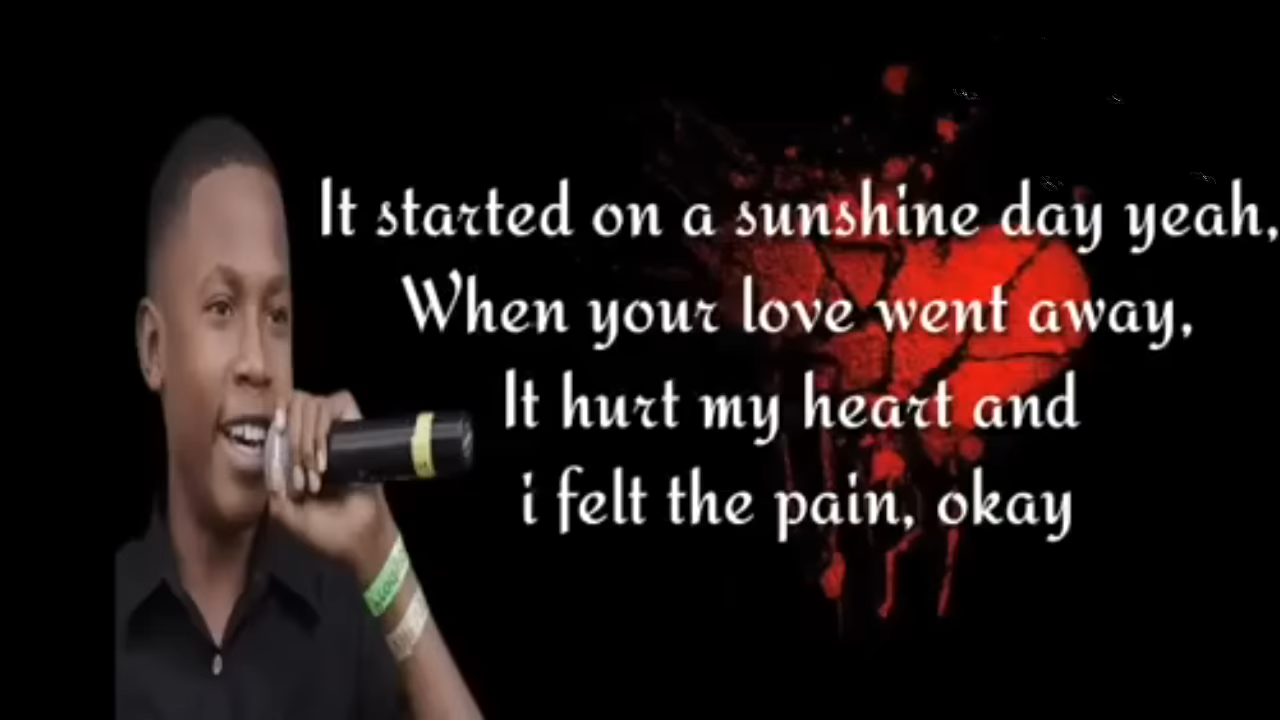 It started on a sunshine day yeah,
When your love went away,
It hurt my heart and
i felt the pain, okay